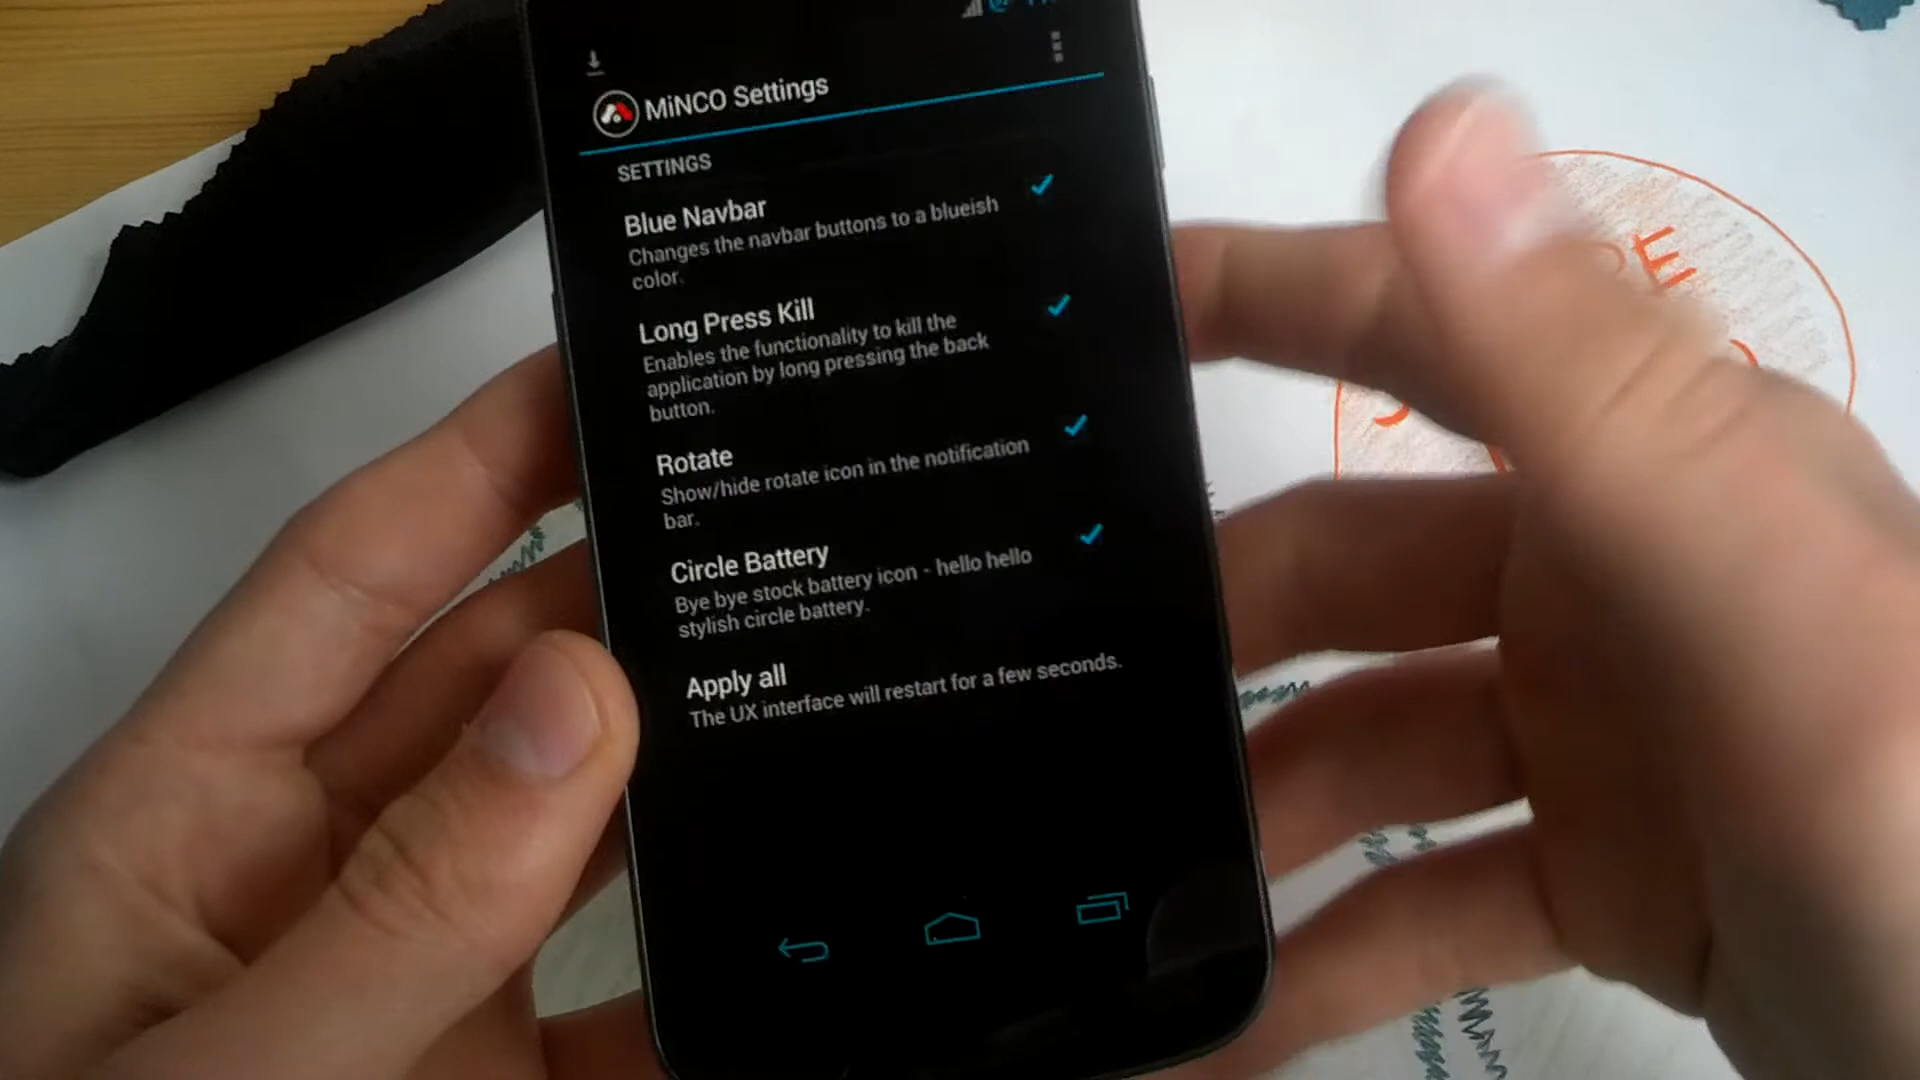 MiNCO Settings
SETTINGS
Blue Navbar
Changes the navbar buttons to a blueish
color.
Long Press Kill
Enables the functionality to kill the
application by long pressing the back
button.
Rotate
Show/hide rotate icon in the notification
bar.
Circle Battery
Bye bye stock battery icon - hello hello
stylish circle battery.
Apply all
The UX interface will restart for a few seconds.